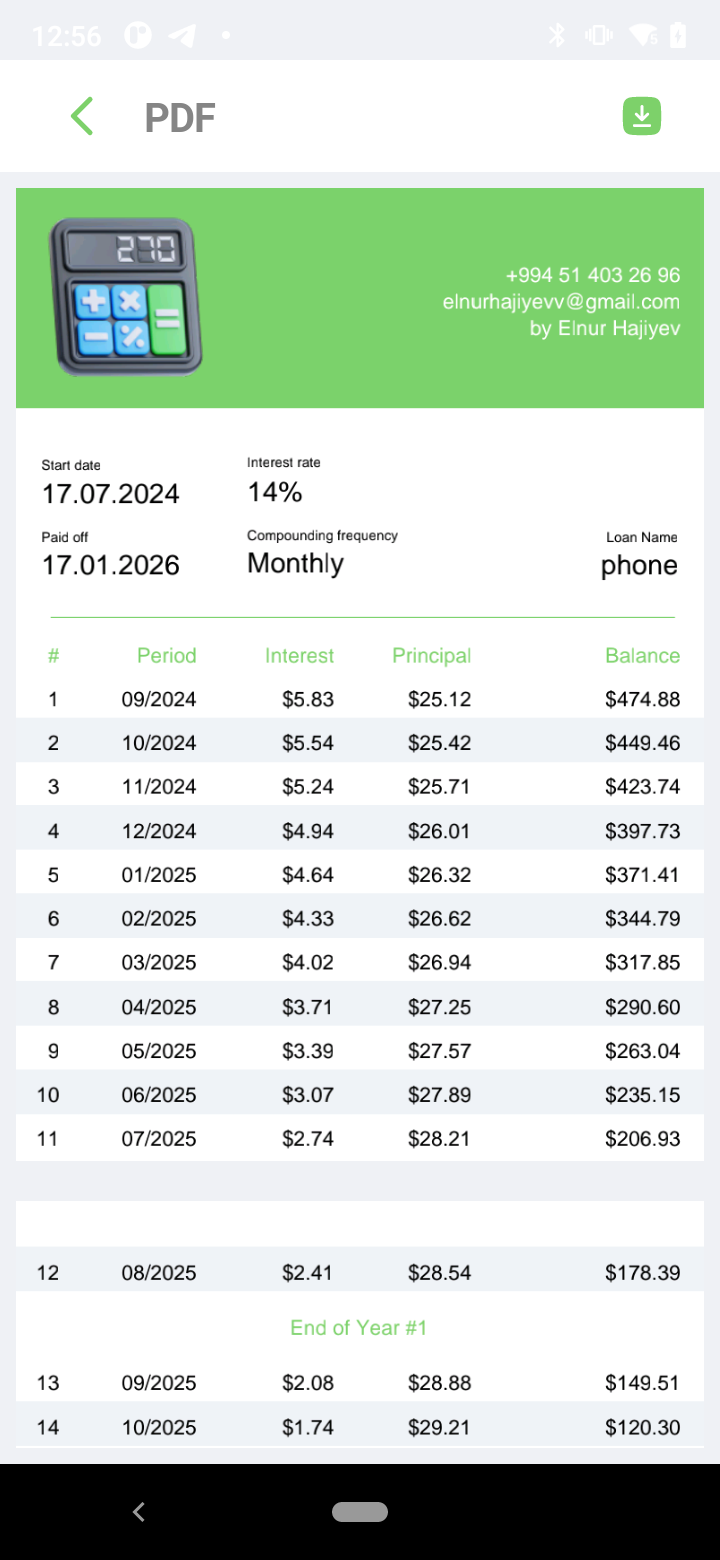 12:56
PDF
270
+994 51 403 26 96
elnurhajiyevv@gmail.com
by Elnur Hajiyev
Start date
Interest rate
17.07.2024
14%
Paid off
Compounding frequency
Loan Name
17.01.2026
Monthly
phone
# Period Interest Principal Balance
1 09/2024 $5.83 $25.12 $474.88
2 10/2024 $5.54 $25.42 $449.46
3 11/2024 $5.24 $25.71 $423.74
4 12/2024 $4.94 $26.01 $397.73
5 01/2025 $4.64 $26.32 $371.41
6 02/2025 $4.33 $26.62 $344.79
7 03/2025 $4.02 $26.94 $317.85
8 04/2025 $3.71 $27.25 $290.60
9 05/2025 $3.39 $27.57 $263.04
10 06/2025 $3.07 $27.89 $235.15
11 07/2025 $2.74 $28.21 $206.93
12 08/2025 $2.41 $28.54 $178.39
End of Year #1
13 09/2025 $2.08 $28.88 $149.51
14 10/2025 $1.74 $29.21 $120.30